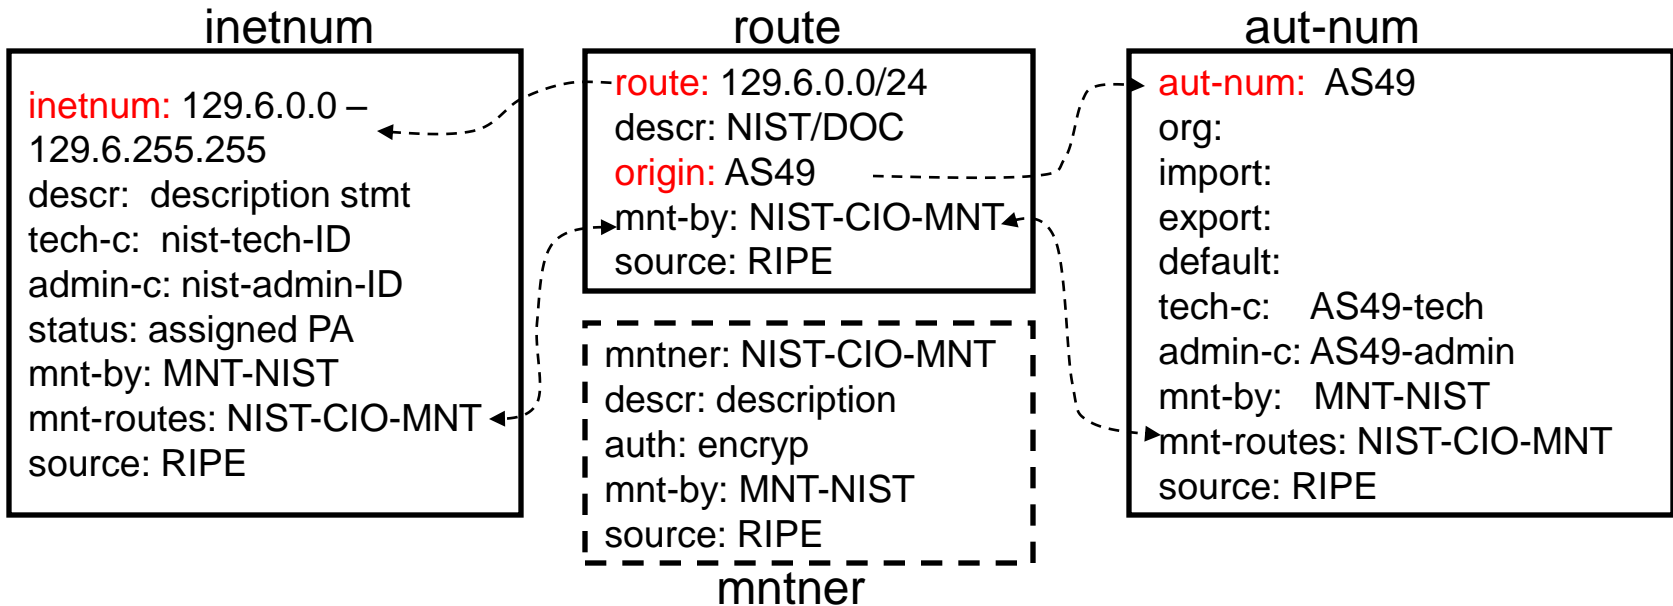 inetnum
inetnum: 129.6.0.0 –
129.6.255.255
descr: description stmt
tech-c: nist-tech-ID
admin-c: nist-admin-ID
status: assigned PA
mnt-by: MNT-NIST
mnt-routes: NIST-CIO-MNT
source: RIPE
route
route: 129.6.0.0/24
descr: NIST/DOC
origin: AS49
mnt-by: NIST-CIO-MNT
source: RIPE
mntner: NIST-CIO-MNT
descr: description
auth: encryp
mnt-by: MNT-NIST
source: RIPE
mntner
aut-num
aut-num: AS49
org:
import:
export:
default:
tech-c: AS49-tech
admin-c: AS49-admin
mnt-by: MNT-NIST
mnt-routes: NIST-CIO-MNT
source: RIPE